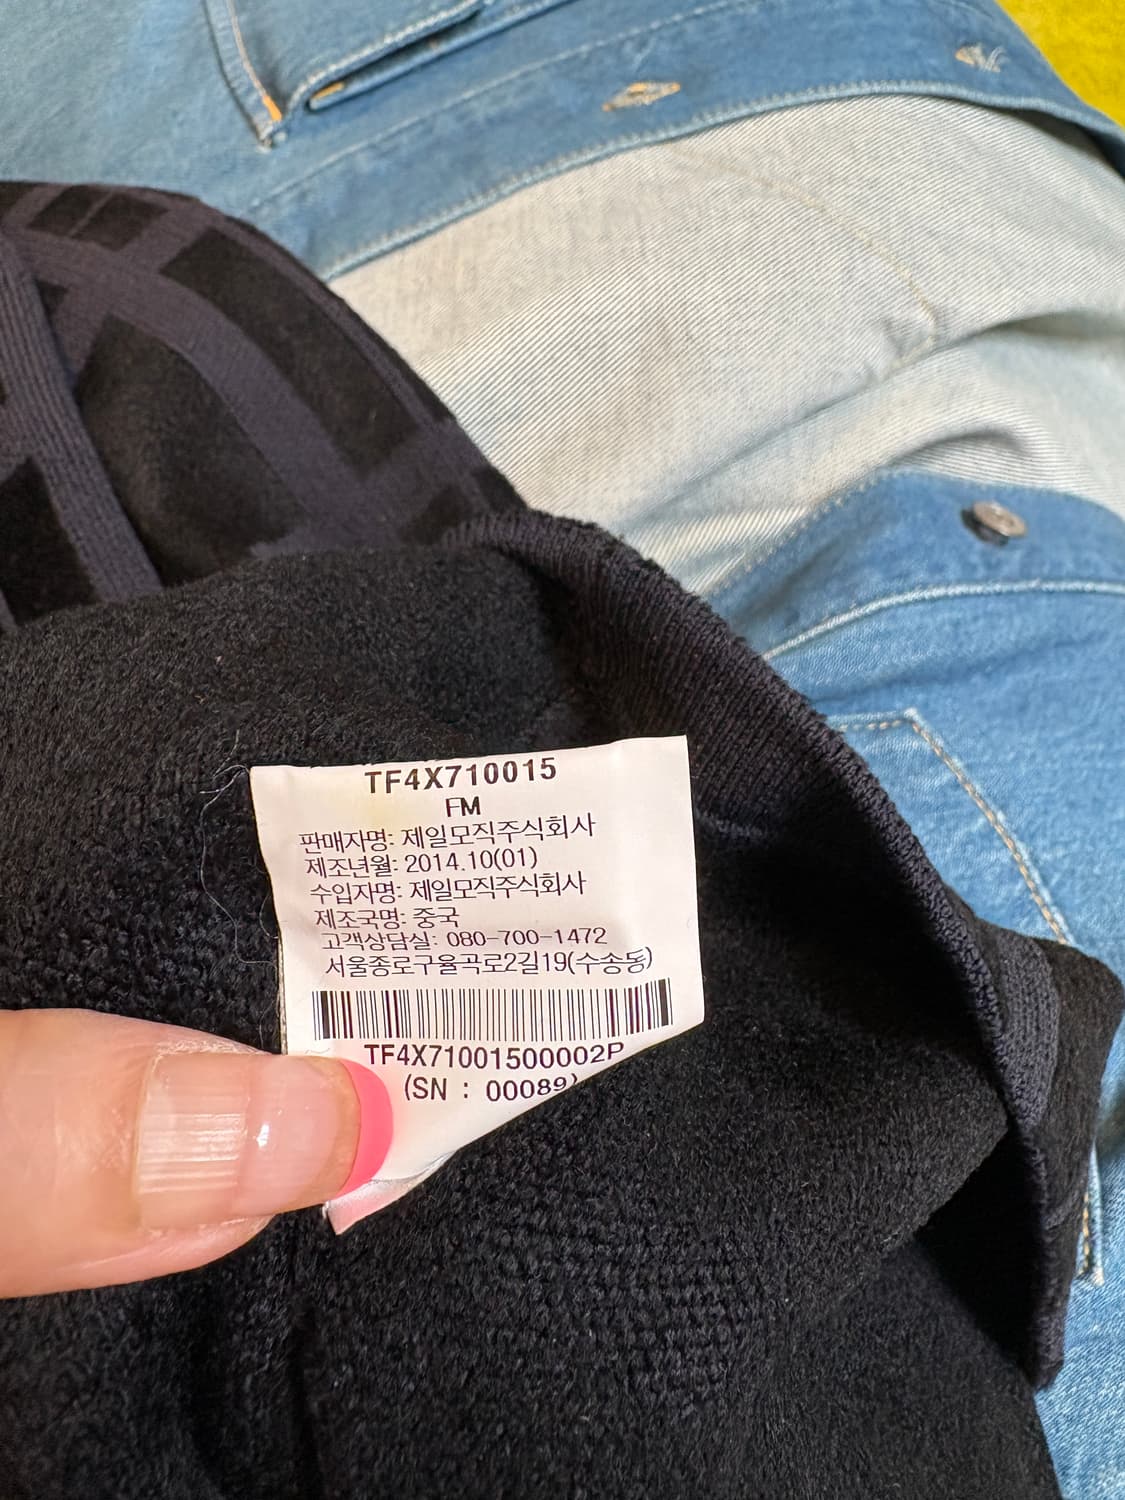 TF4X710015
FM
판매자명: 제일모직주식회사
제조년월: 2014.10(01)
수입자명: 제일모직주식회사
제조국명: 중국
고객상담실: 080-700-1472
서울종로구율곡로2길19(수송동)
TF4X71001500002P
(SN : 00089)